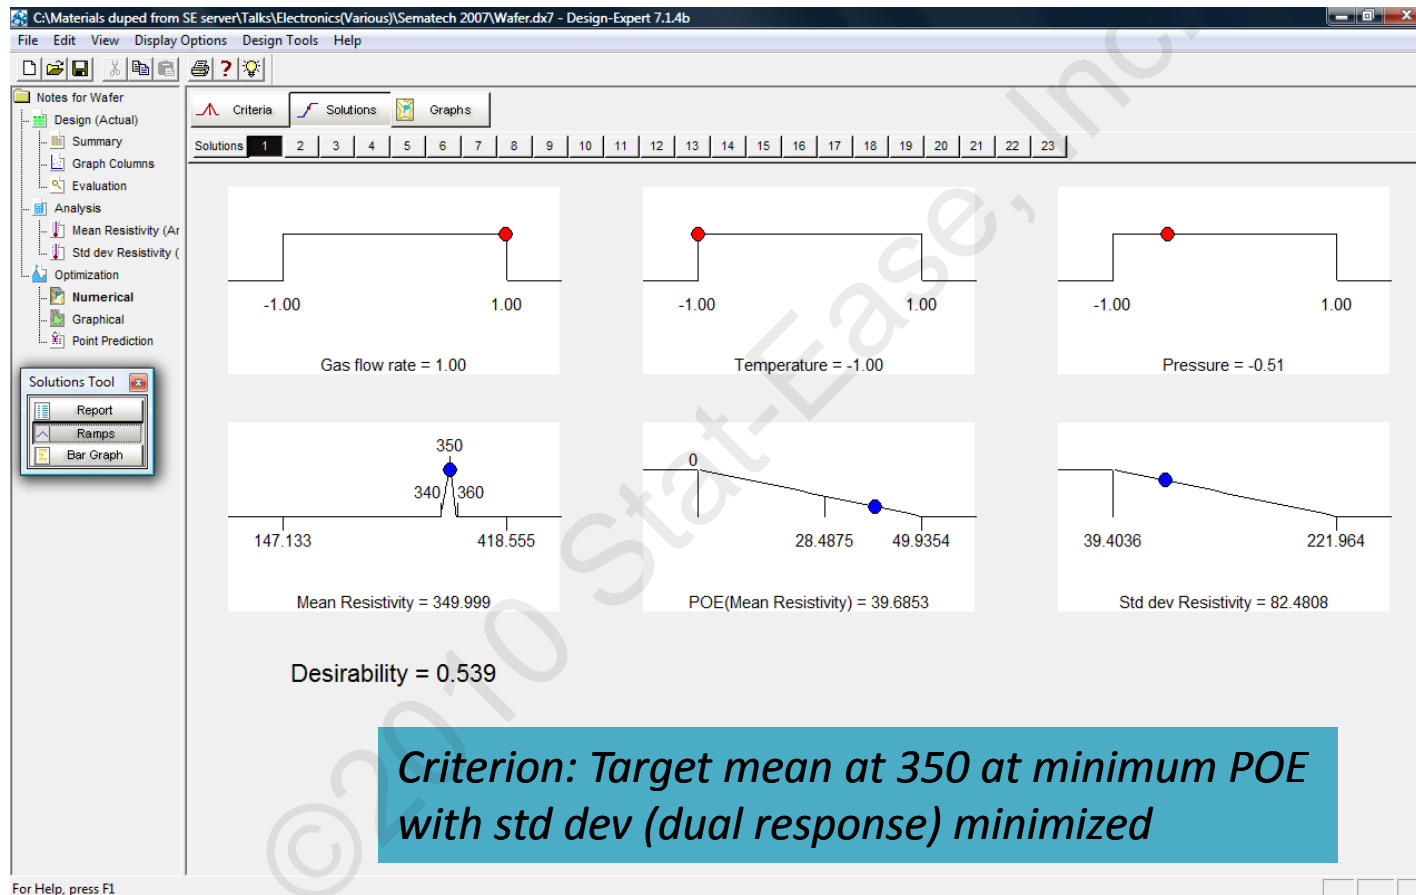 C:\Materials duped from SE server\Talks\Electronics(Various)\Sematech 2007\Wafer.dx7 - Design-Expert 7.1.4b
File Edit View Display Options Design Tools Help
Notes for Wafer
Design (Actual)
Summary
Graph Columns
Evaluation
Analysis
Mean Resistivity (Ar
Std dev Resistivity (
Optimization
Numerical
Graphical
Point Prediction
Solutions Tool
Report
Ramps
Bar Graph
Criteria Solutions Graphs
Solutions 1 2 3 4 5 6 7 8 9 10 11 12 13 14 15 16 17 18 19 20 21 22 23
-1.00 1.00
Gas flow rate = 1.00
-1.00 1.00
Temperature = -1.00
-1.00 1.00
Pressure = -0.51
350
340 360
147.133 418.555
Mean Resistivity = 349.999
0
28.4875 49.9354
POE(Mean Resistivity) = 39.6853
39.4036 221.964
Std dev Resistivity = 82.4808
Desirability = 0.539
Criterion: Target mean at 350 at minimum POE
with std dev (dual response) minimized
©2010 Stat-Ease, Inc.
For Help, press F1